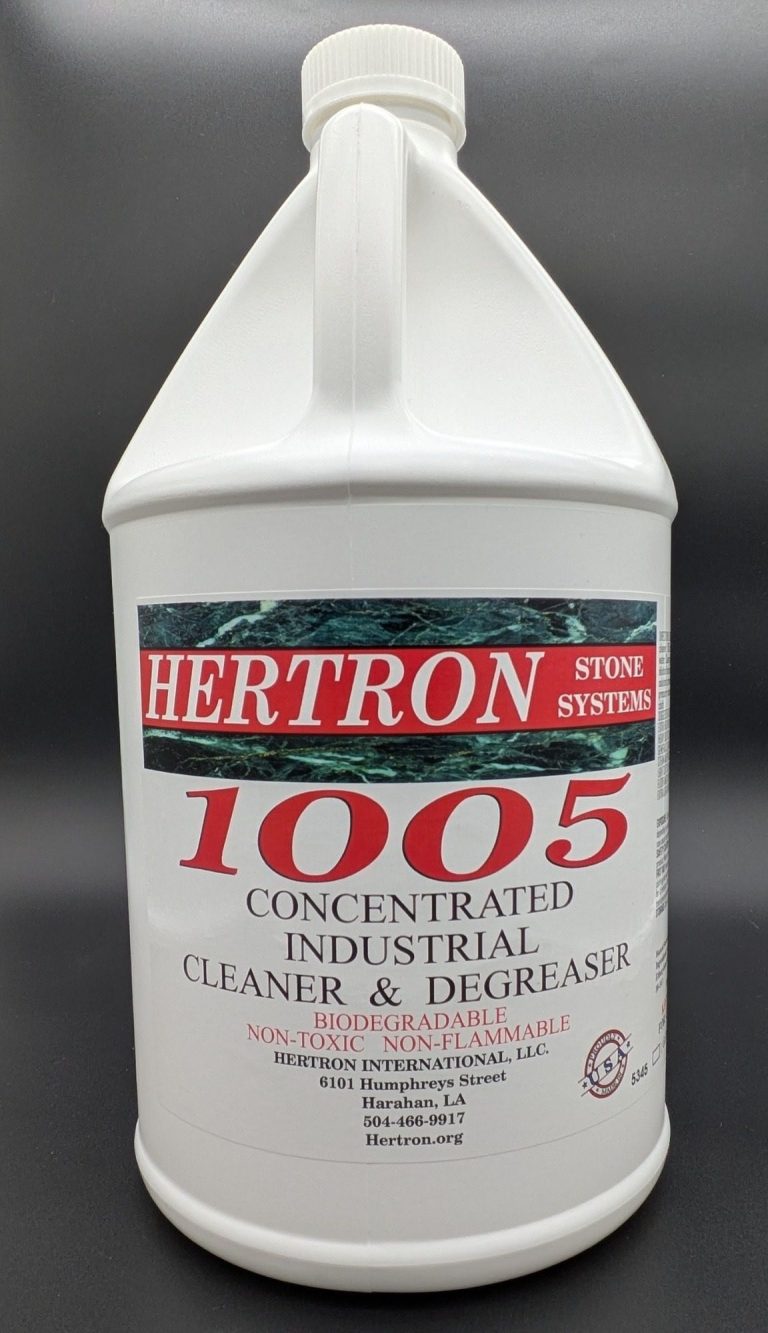 HERTRON STONE SYSTEMS
1005
CONCENTRATED
INDUSTRIAL
CLEANER & DEGREASER
BIODEGRADABLE
NON-TOXIC NON-FLAMMABLE
HERTRON INTERNATIONAL, LLC.
6101 Humphreys Street
Harahan, LA
504-466-9917
Hertron.org
USA
5345